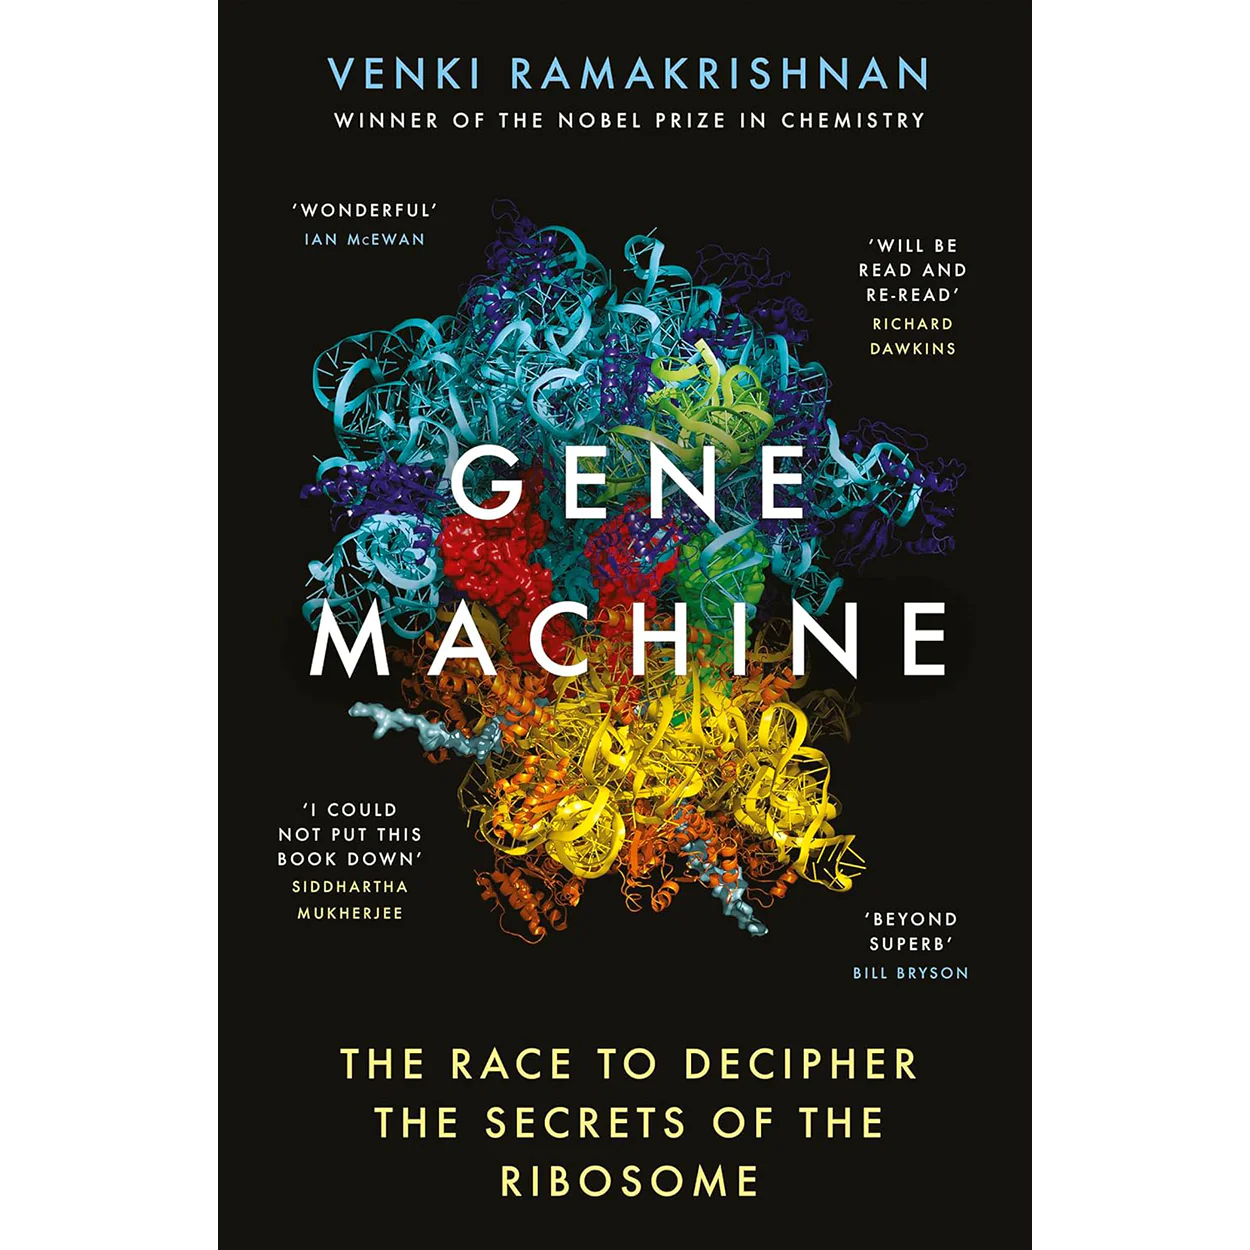 VENKI RAMAKRISHNAN
WINNER OF THE NOBEL PRIZE IN CHEMISTRY
‘WONDERFUL’
IAN McEWAN
‘WILL BE
READ AND
RE-READ’
RICHARD
DAWKINS
GENE
MACHINE
‘I COULD
NOT PUT THIS
BOOK DOWN’
SIDDHARTHA
MUKHERJEE
‘BEYOND
SUPERB’
BILL BRYSON
THE RACE TO DECIPHER
THE SECRETS OF THE
RIBOSOME